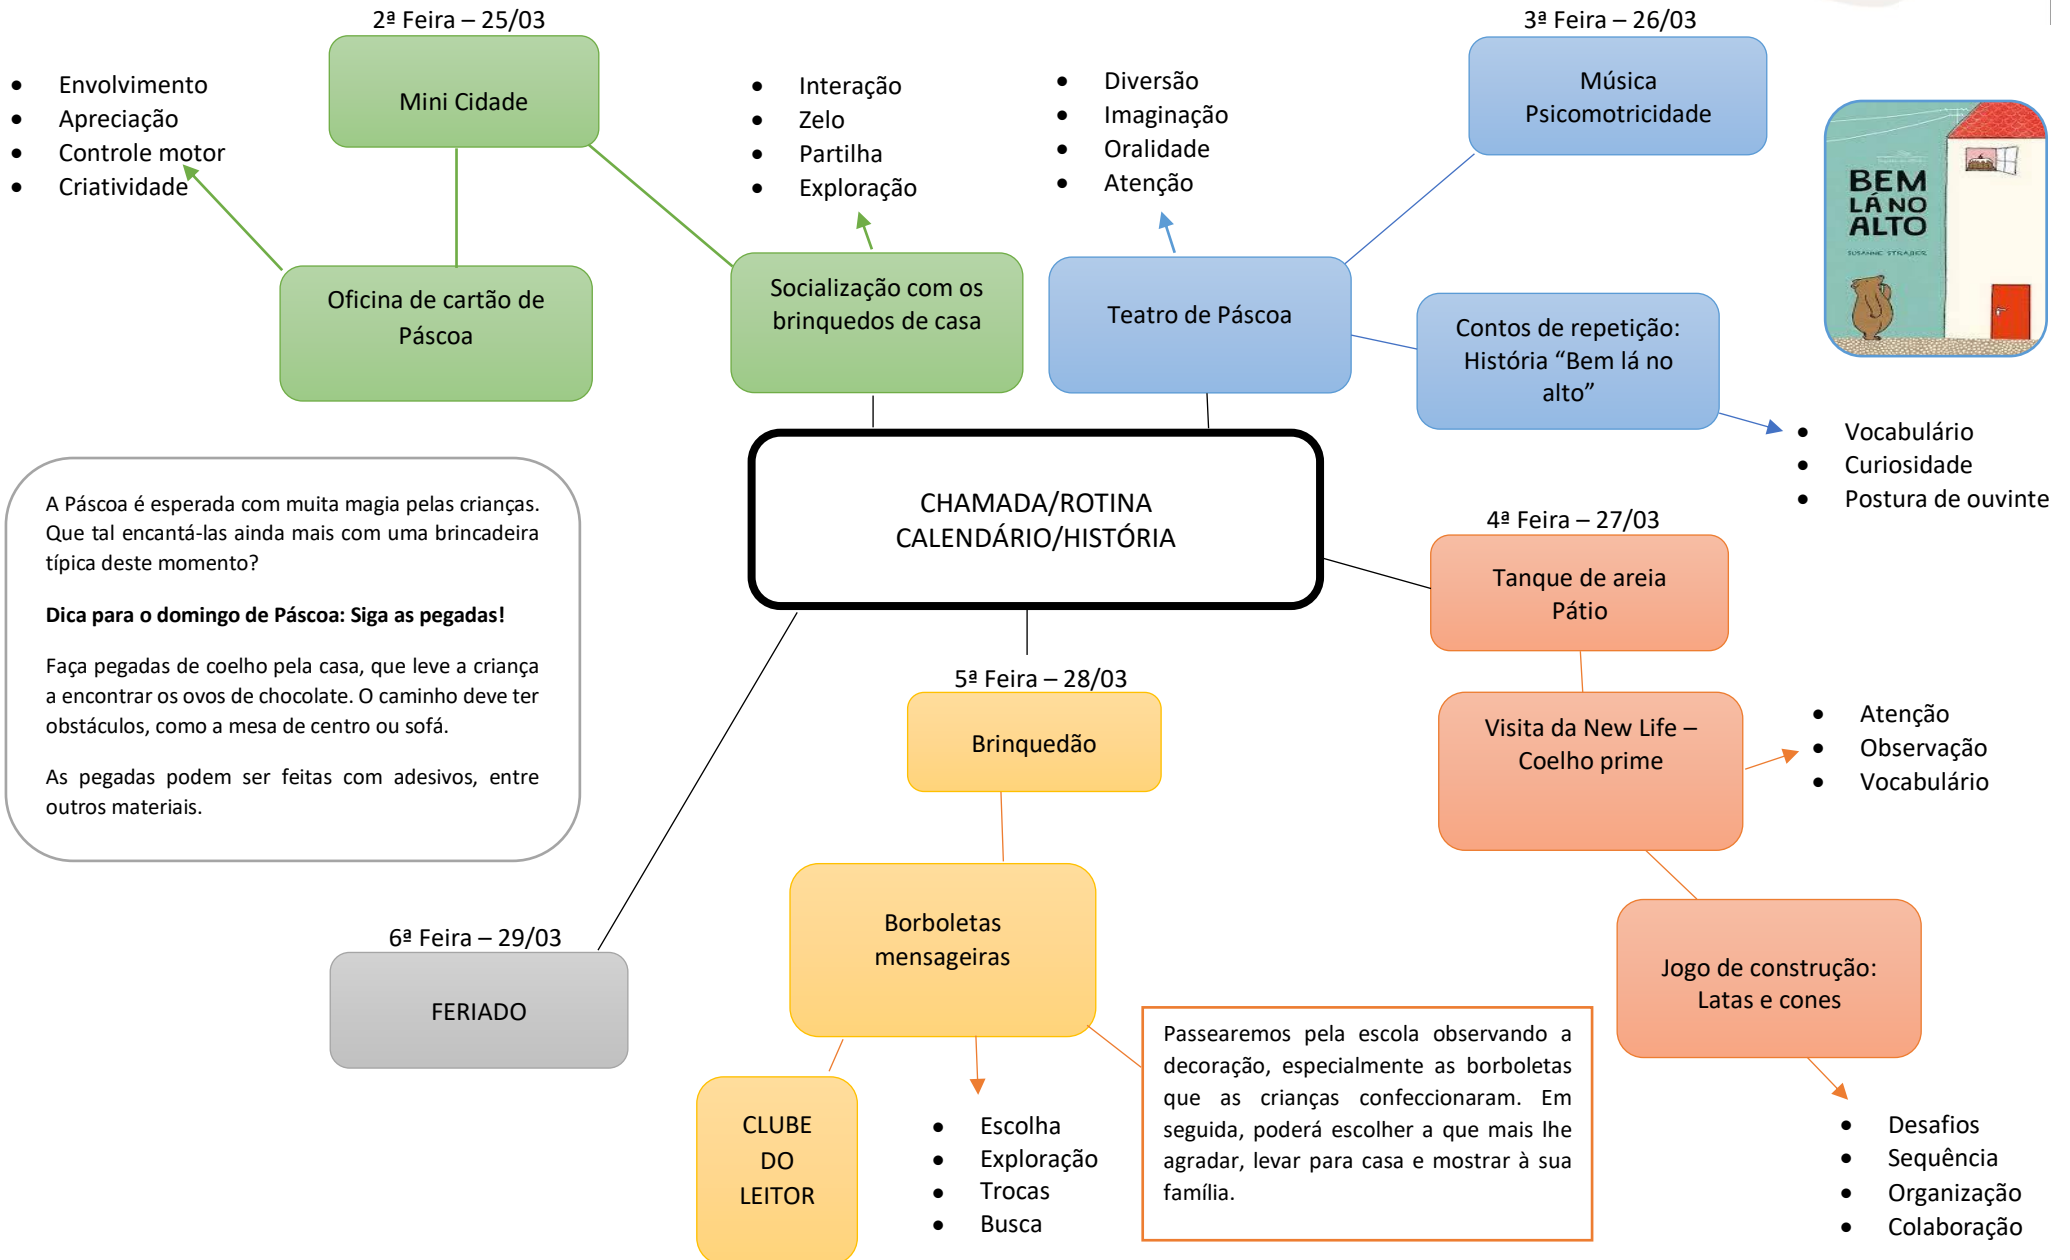 2ª Feira – 25/03
Mini Cidade
• Envolvimento
• Apreciação
• Controle motor
• Criatividade
Oficina de cartão de
Páscoa
• Interação
• Zelo
• Partilha
• Exploração
Socialização com os
brinquedos de casa
3ª Feira – 26/03
Música
Psicomotricidade
• Diversão
• Imaginação
• Oralidade
• Atenção
Teatro de Páscoa
Contos de repetição:
História “Bem lá no
alto”
BEM
LÁ NO
ALTO
SUSANNE STRAßER
• Vocabulário
• Curiosidade
• Postura de ouvinte
CHAMADA/ROTINA
CALENDÁRIO/HISTÓRIA
A Páscoa é esperada com muita magia pelas crianças.
Que tal encantá-las ainda mais com uma brincadeira
típica deste momento?
Dica para o domingo de Páscoa: Siga as pegadas!
Faça pegadas de coelho pela casa, que leve a criança
a encontrar os ovos de chocolate. O caminho deve ter
obstáculos, como a mesa de centro ou sofá.
As pegadas podem ser feitas com adesivos, entre
outros materiais.
4ª Feira – 27/03
Tanque de areia
Pátio
Visita da New Life –
Coelho prime
• Atenção
• Observação
• Vocabulário
Jogo de construção:
Latas e cones
• Desafios
• Sequência
• Organização
• Colaboração
5ª Feira – 28/03
Brinquedão
Borboletas
mensageiras
CLUBE
DO
LEITOR
• Escolha
• Exploração
• Trocas
• Busca
Passearemos pela escola observando a
decoração, especialmente as borboletas
que as crianças confeccionaram. Em
seguida, poderá escolher a que mais lhe
agradar, levar para casa e mostrar à sua
família.
6ª Feira – 29/03
FERIADO